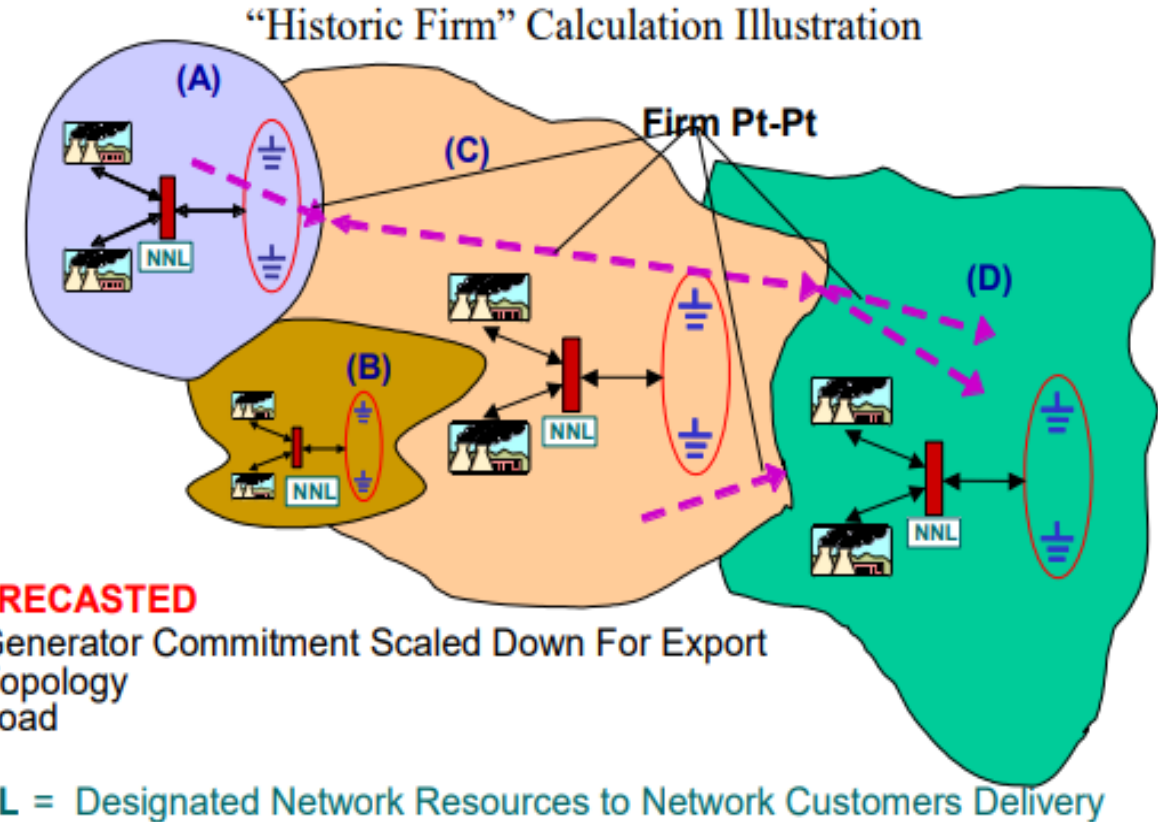 “Historic Firm” Calculation Illustration
(A)
Firm Pt-Pt
(C)
NNL
(D)
(B)
NNL
NNL
NNL
RECASTED
Generator Commitment Scaled Down For Export
opology
oad
L = Designated Network Resources to Network Customers Delivery